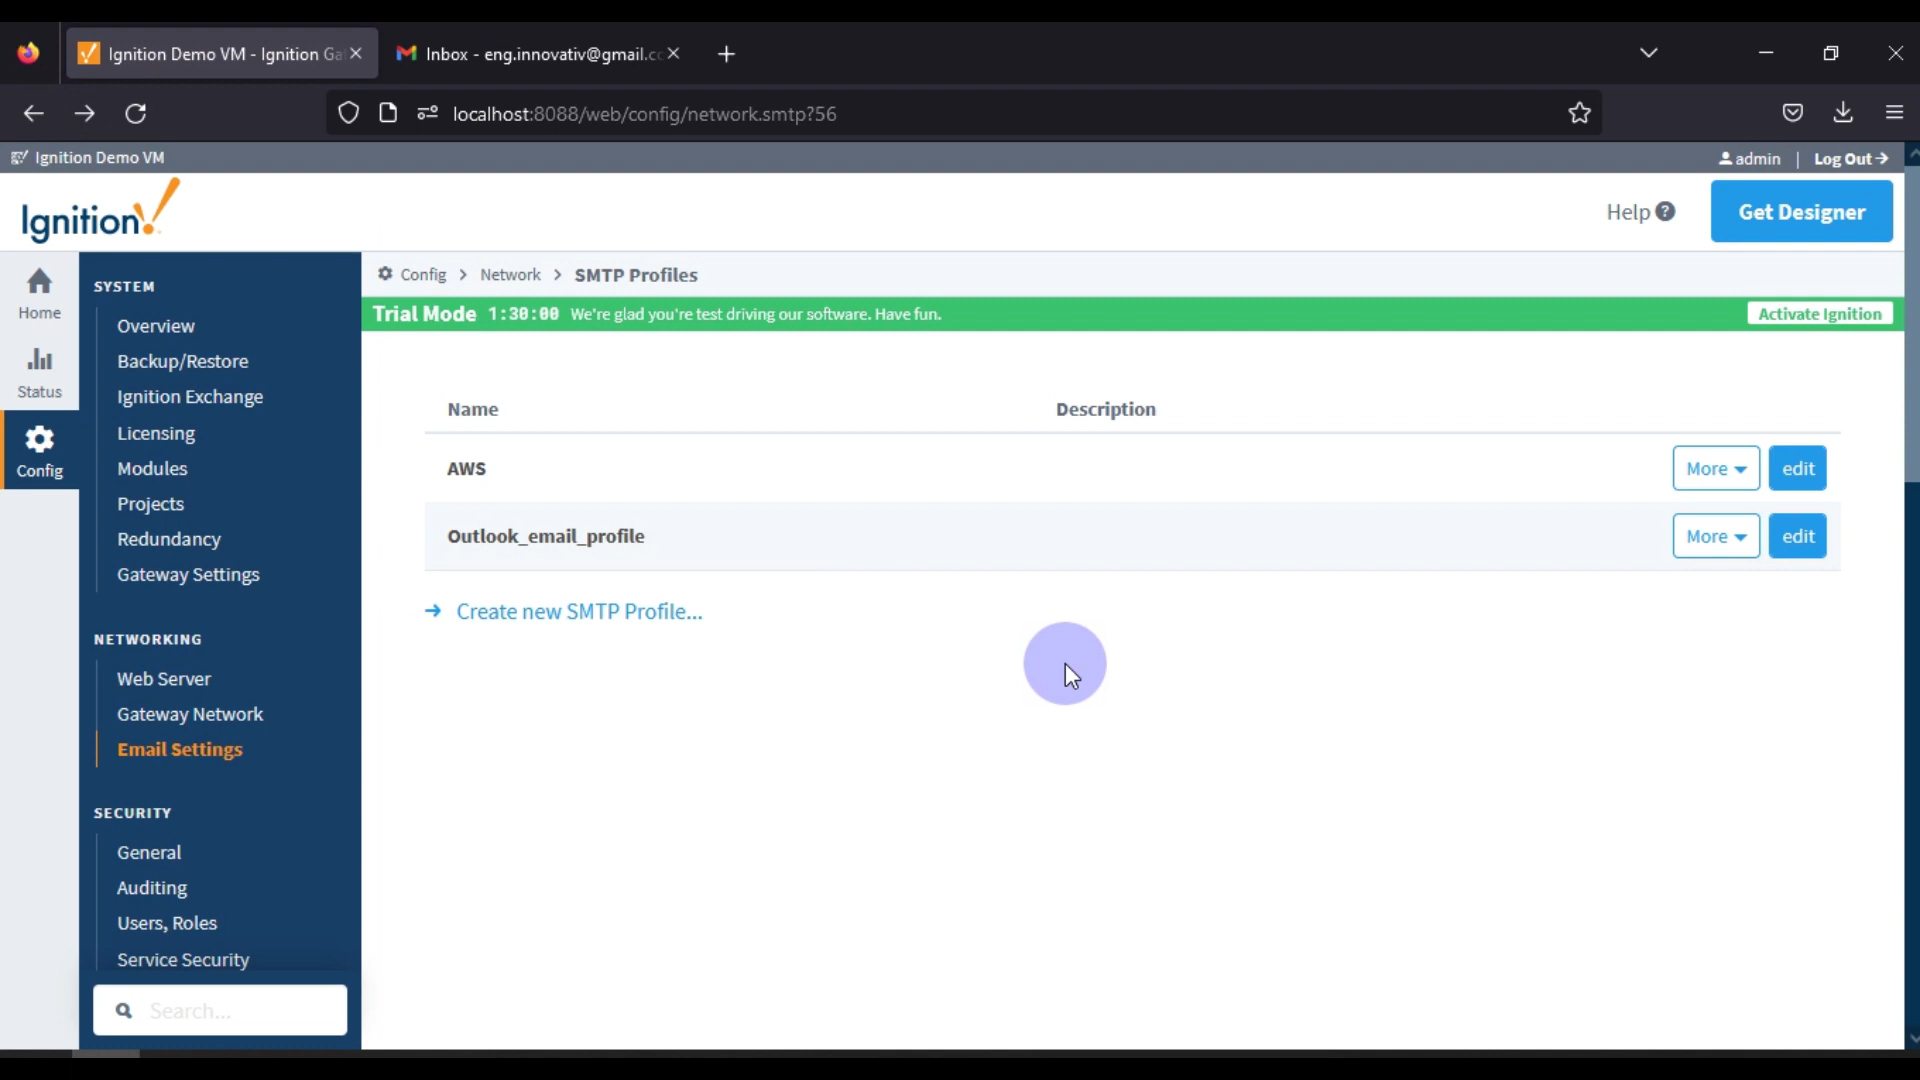 Ignition Demo VM - Ignition Ga
Inbox - eng.innovativ@gmail.cc
localhost:8088/web/config/network.smtp?56
Ignition Demo VM
admin | Log Out
Ignition!
Help ?
Get Designer
Home
Status
Config
SYSTEM
Overview
Backup/Restore
Ignition Exchange
Licensing
Modules
Projects
Redundancy
Gateway Settings
NETWORKING
Web Server
Gateway Network
Email Settings
SECURITY
General
Auditing
Users, Roles
Service Security
Search...
Config > Network > SMTP Profiles
Trial Mode 1:30:00 We're glad you're test driving our software. Have fun.
Activate Ignition
Name Description
AWS More edit
Outlook_email_profile More edit
→ Create new SMTP Profile...